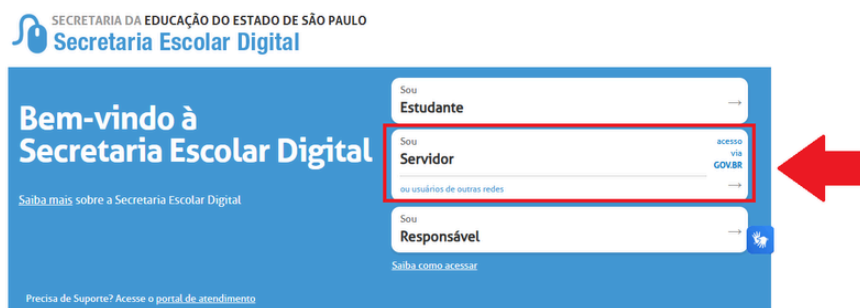 SECRETARIA DA EDUCAÇÃO DO ESTADO DE SÃO PAULO
Secretaria Escolar Digital
Bem-vindo à
Secretaria Escolar Digital
Saiba mais sobre a Secretaria Escolar Digital
Precisa de Suporte? Acesse o portal de atendimento
Sou
Estudante
Sou
Servidor
acesso
via
GOV.BR
ou usuários de outras redes
Sou
Responsável
Saiba como acessar